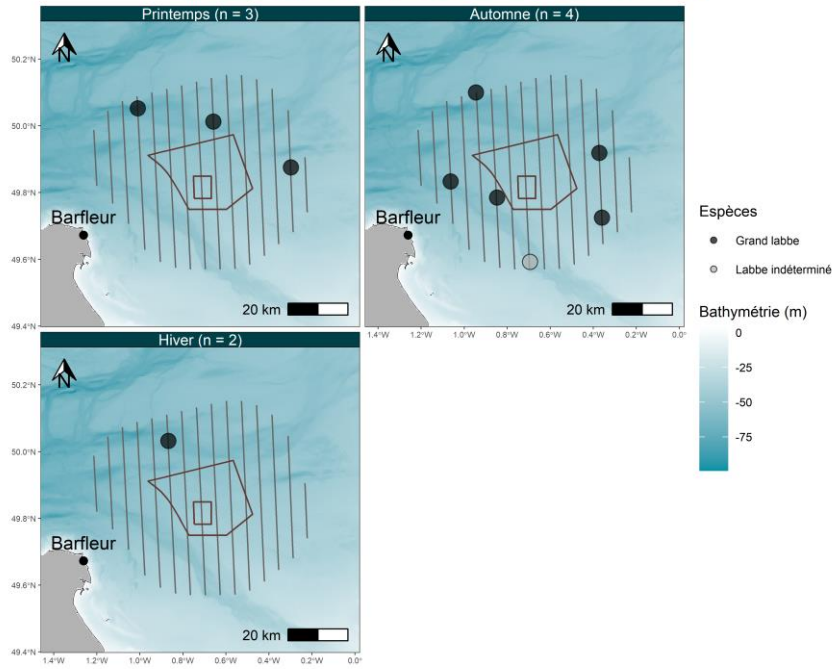 Printemps (n = 3)
Automne (n = 4)
N
N
50.2°N
50.0°N
49.8°N
49.6°N
49.4°N
Barfleur
Barfleur
20 km
20 km
1.4°W 1.2°W 1.0°W 0.8°W 0.6°W 0.4°W 0.2°W 0.0°
Espèces
Grand labbe
Labbe indéterminé
Bathymétrie (m)
0
-25
-50
-75
Hiver (n = 2)
N
50.2°N
50.0°N
49.8°N
49.6°N
49.4°N
Barfleur
20 km
1.4°W 1.2°W 1.0°W 0.8°W 0.6°W 0.4°W 0.2°W 0.0°